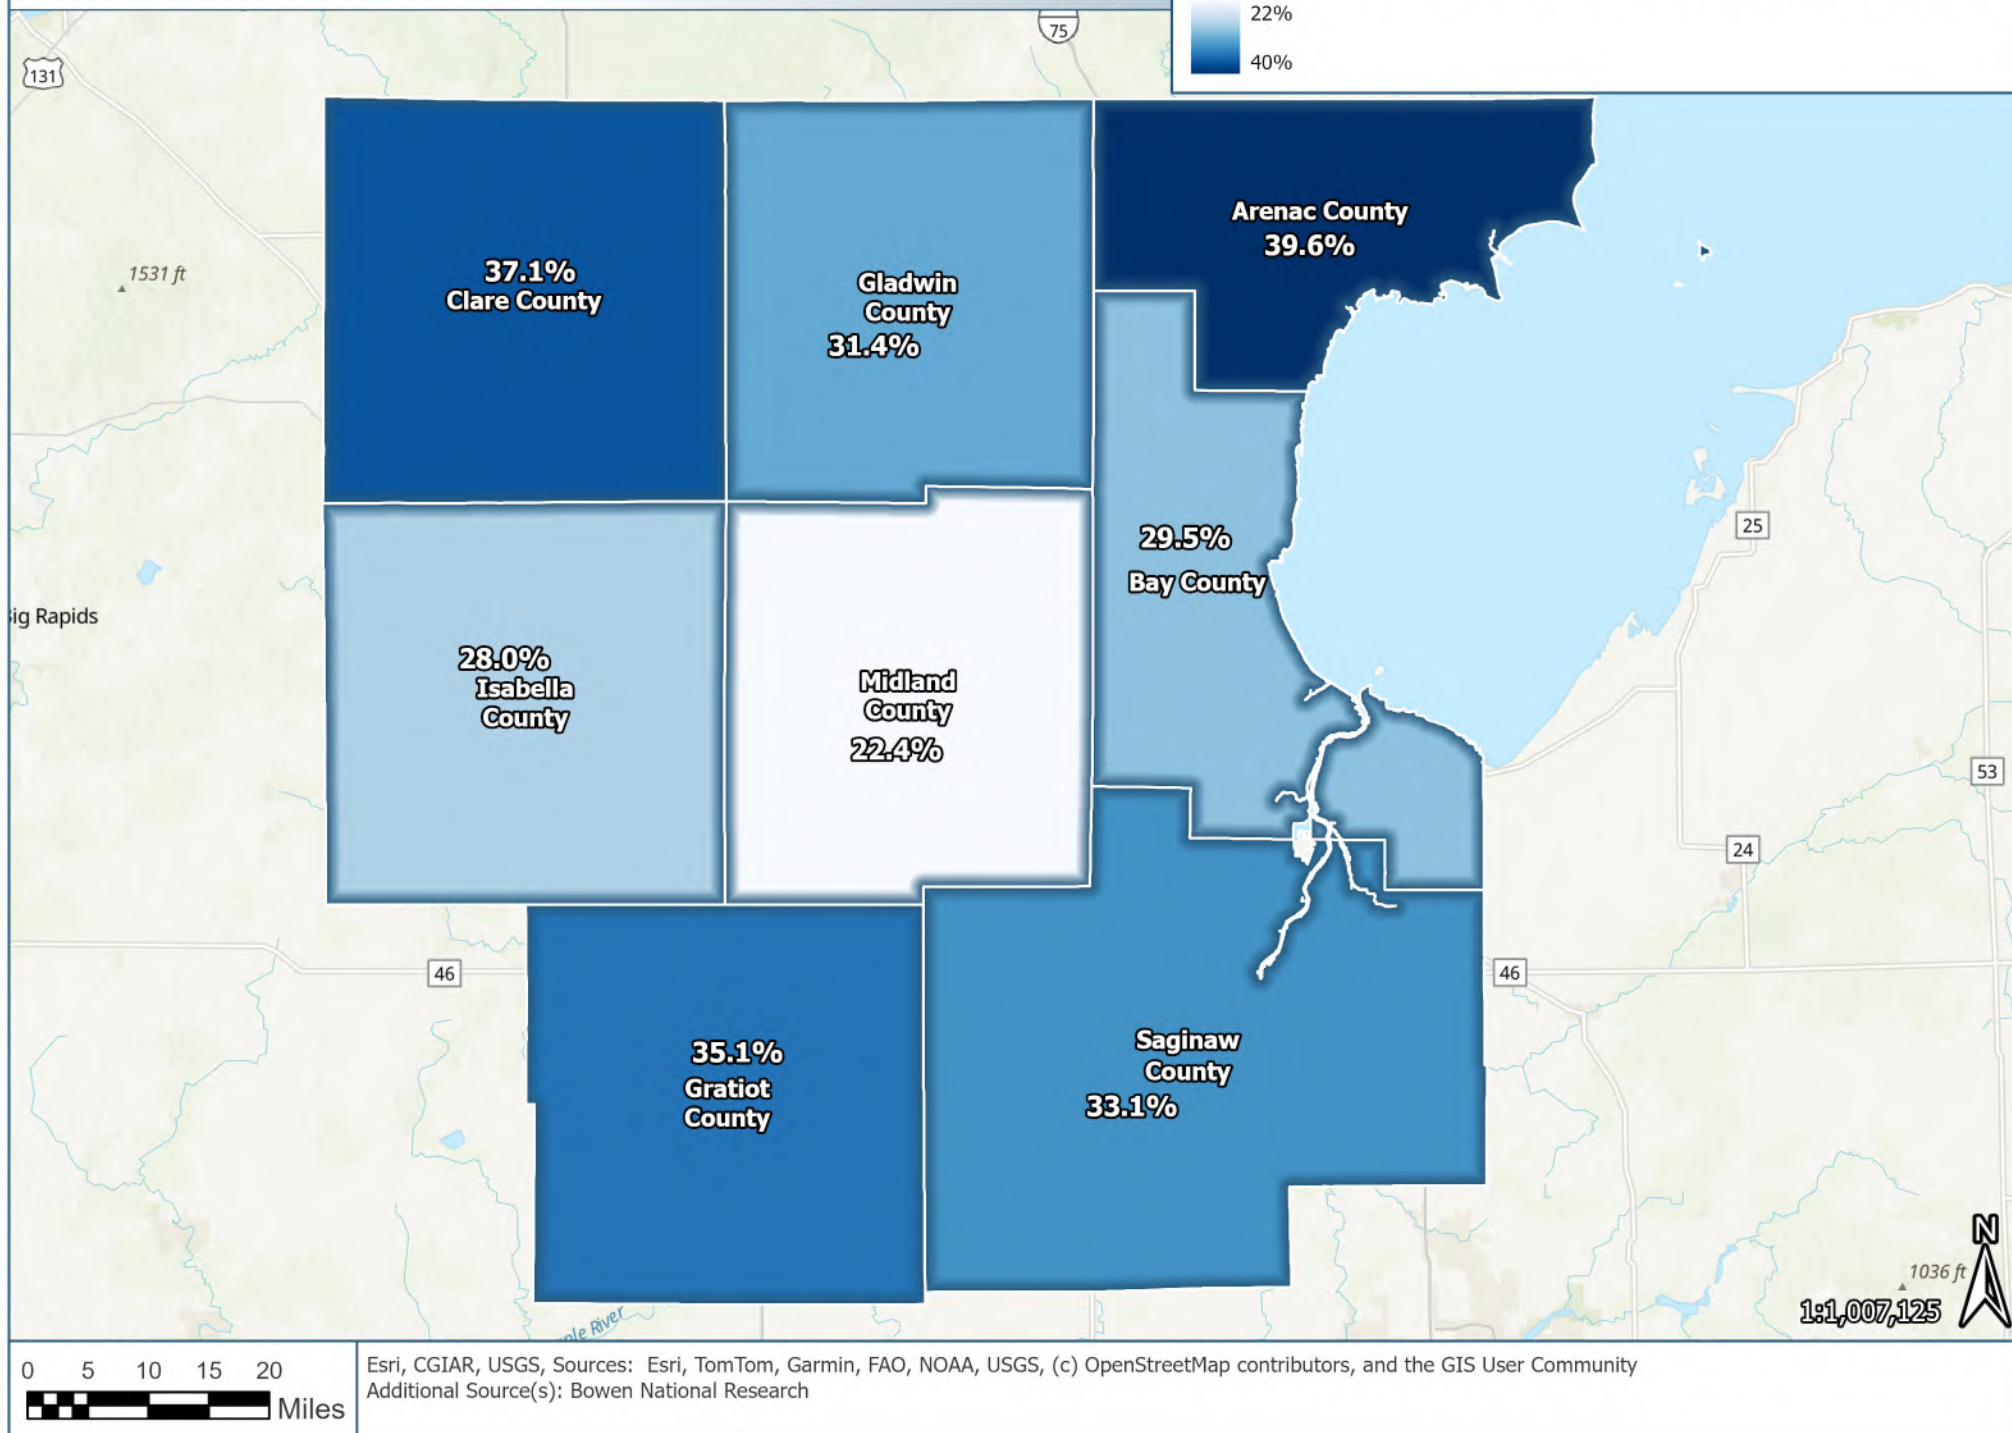 22%
40%
75
131
1531 ft
37.1%
Clare County
Gladwin
County
31.4%
Arenac County
39.6%
29.5%
Bay County
25
Rapids
28.0%
Isabella
County
Midland
County
22.4%
53
24
46
46
35.1%
Gratiot
County
Saginaw
County
33.1%
N
1036 ft
1:1,007,125
River
0 5 10 15 20
Miles
Esri, CGIAR, USGS, Sources: Esri, TomTom, Garmin, FAO, NOAA, USGS, (c) OpenStreetMap contributors, and the GIS User Community
Additional Source(s): Bowen National Research